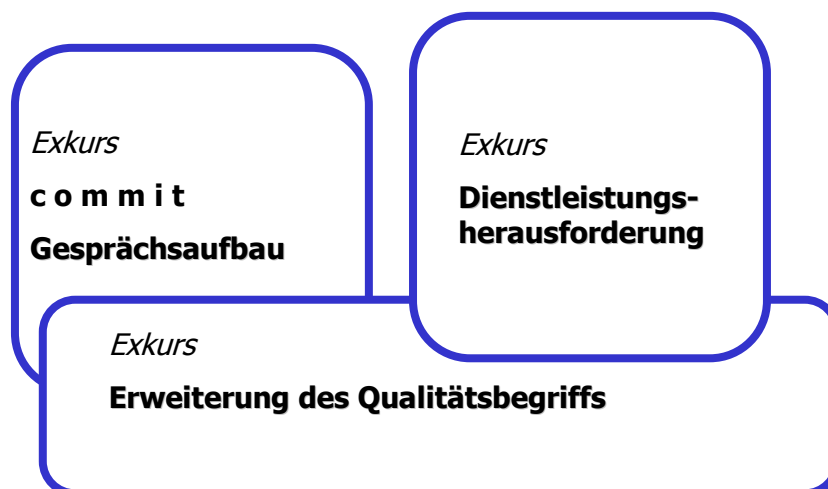 Exkurs
c o m m i t
Gesprächsaufbau
Exkurs
Dienstleistungs-
herausforderung
Exkurs
Erweiterung des Qualitätsbegriffs